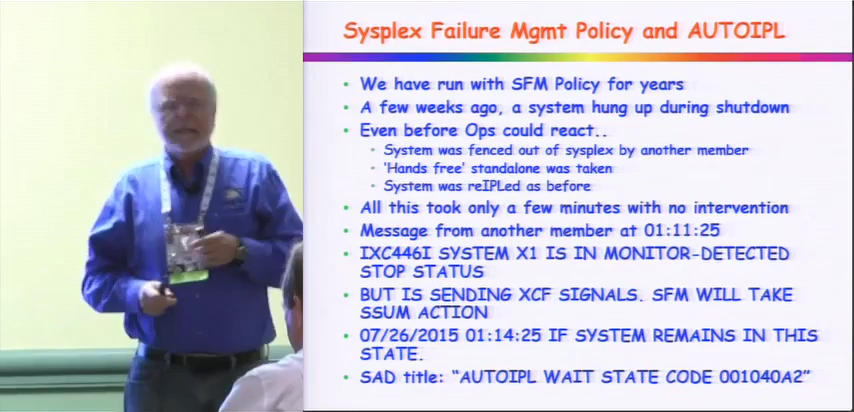 Sysplex Failure Mgmt Policy and AUTOIPL
We have run with SFM Policy for years
A few weeks ago, a system hung up during shutdown
Even before Ops could react..
System was fenced out of sysplex by another member
'Hands free' standalone was taken
System was reIPLed as before
All this took only a few minutes with no intervention
Message from another member at 01:11:25
IXC446I SYSTEM X1 IS IN MONITOR-DETECTED
STOP STATUS
BUT IS SENDING XCF SIGNALS. SFM WILL TAKE
SSUM ACTION
07/26/2015 01:14:25 IF SYSTEM REMAINS IN THIS
STATE.
SAD title: "AUTOIPL WAIT STATE CODE 001040A2"